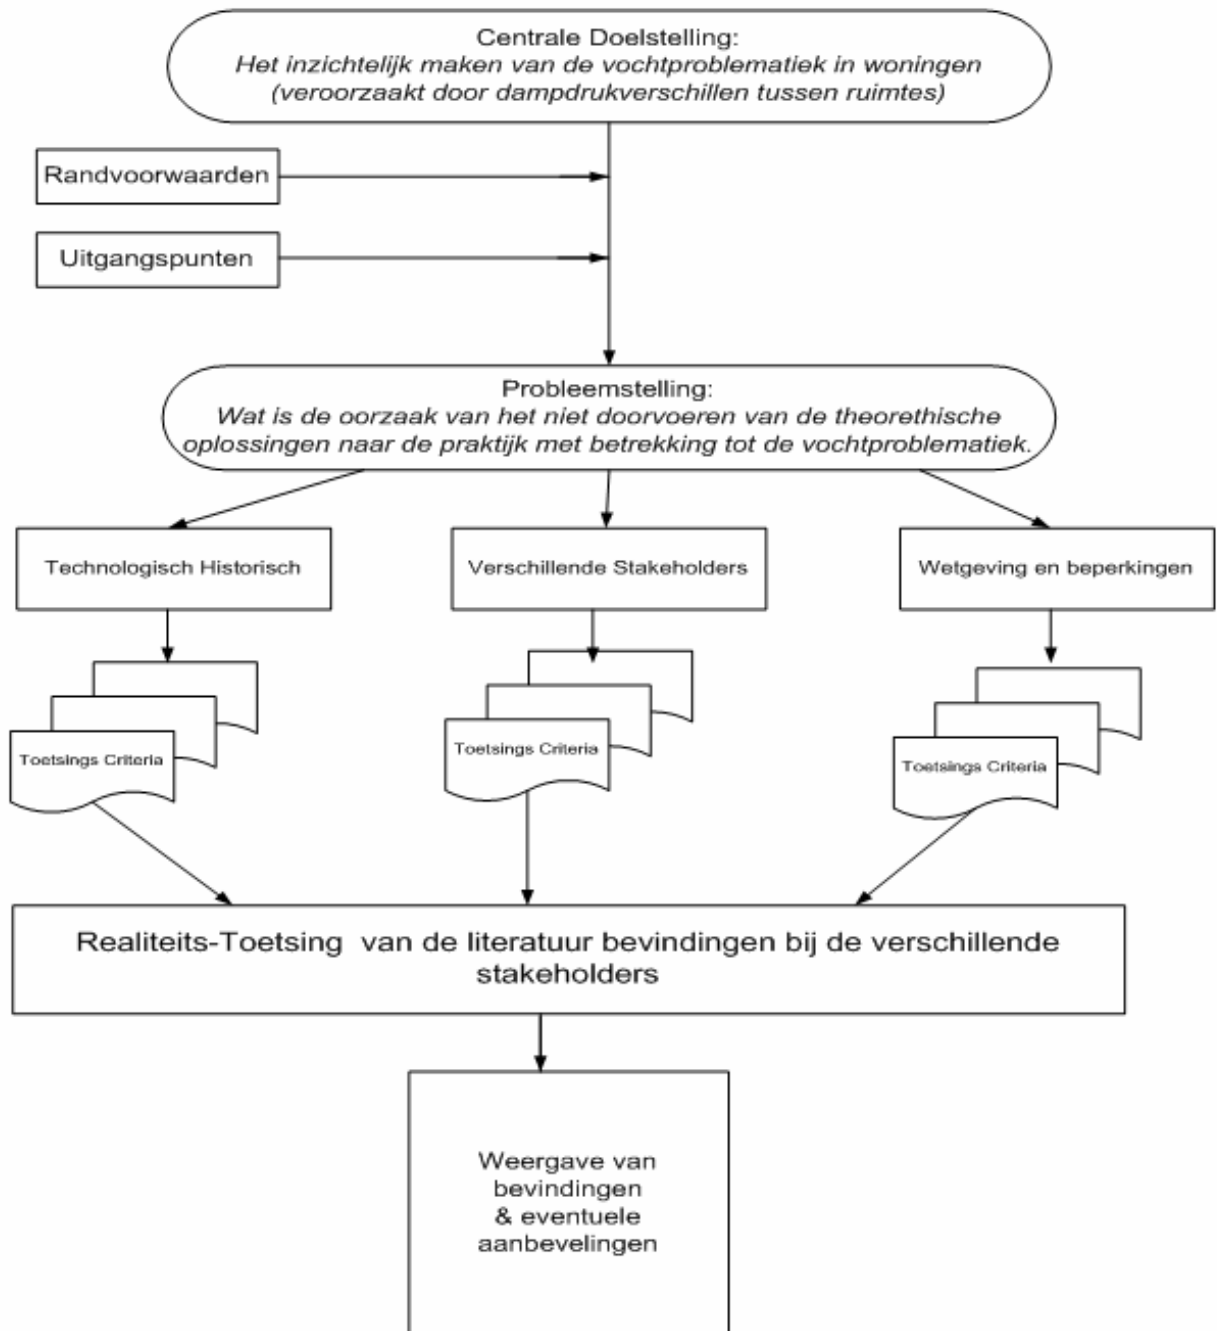 Centrale Doelstelling:
Het inzichtelijk maken van de vochtproblematiek in woningen
(veroorzaakt door dampdrukverschillen tussen ruimtes)
Randvoorwaarden
Uitgangspunten
Probleemstelling:
Wat is de oorzaak van het niet doorvoeren van de theorethische
oplossingen naar de praktijk met betrekking tot de vochtproblematiek.
Technologisch Historisch
Verschillende Stakeholders
Wetgeving en beperkingen
Toetsings Criteria
Toetsings Criteria
Toetsings Criteria
Realiteits-Toetsing van de literatuur bevindingen bij de verschillende
stakeholders
Weergave van
bevindingen
& eventuele
aanbevelingen